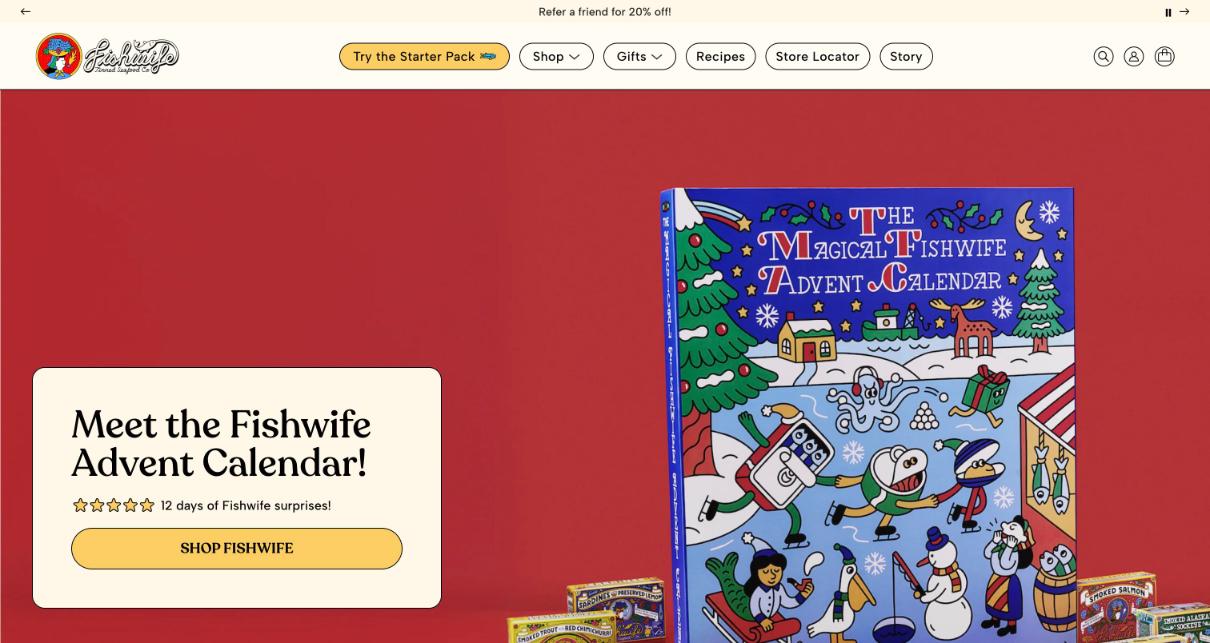 Refer a friend for 20% off!
Fishwife
Tinned Seafood Co
Try the Starter Pack
Shop
Gifts
Recipes
Store Locator
Story
THE
MAGICAL FISHWIFE
ADVENT CALENDAR
Meet the Fishwife
Advent Calendar!
12 days of Fishwife surprises!
SHOP FISHWIFE
SARDINES PRESERVED LEMON
SMOKED TROUT RED CHIMICHURRI
SMOKED SALMON
SMOKED ALASKA
SOCKEYE